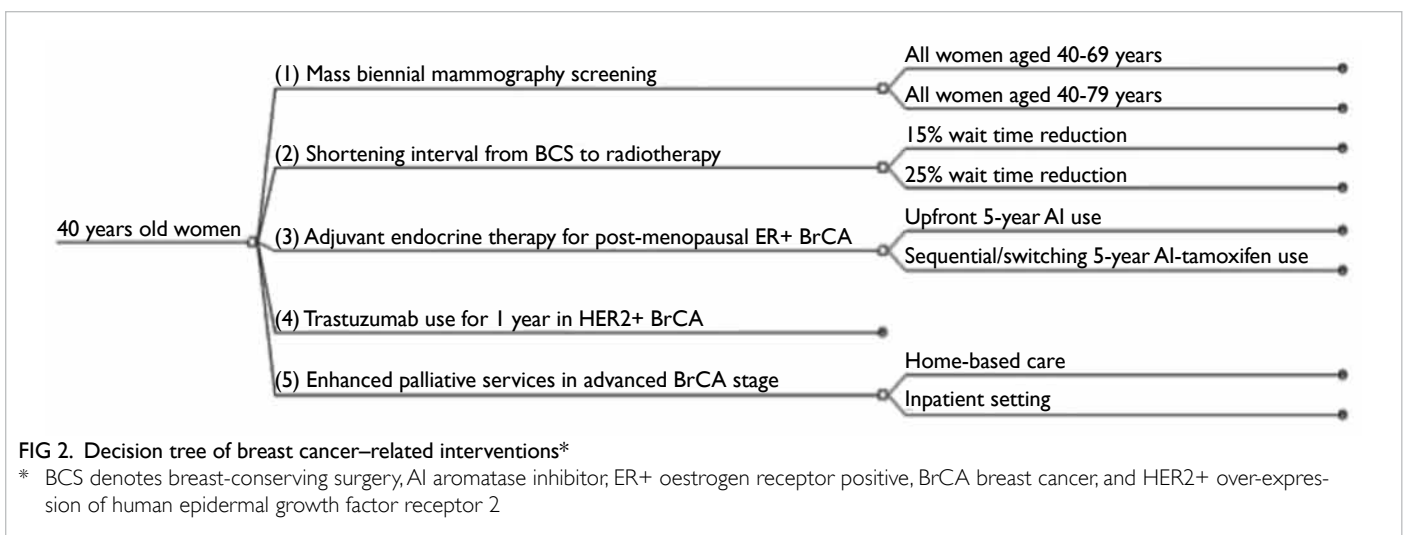 All women aged 40-69 years
(1) Mass biennial mammography screening
All women aged 40-79 years
15% wait time reduction
(2) Shortening interval from BCS to radiotherapy
25% wait time reduction
Upfront 5-year AI use
40 years old women
(3) Adjuvant endocrine therapy for post-menopausal ER+ BrCA
Sequential/switching 5-year AI-tamoxifen use
(4) Trastuzumab use for 1 year in HER2+ BrCA
Home-based care
(5) Enhanced palliative services in advanced BrCA stage
Inpatient setting
FIG 2. Decision tree of breast cancer–related interventions*
* BCS denotes breast-conserving surgery, AI aromatase inhibitor, ER+ oestrogen receptor positive, BrCA breast cancer, and HER2+ over-expres-
sion of human epidermal growth factor receptor 2